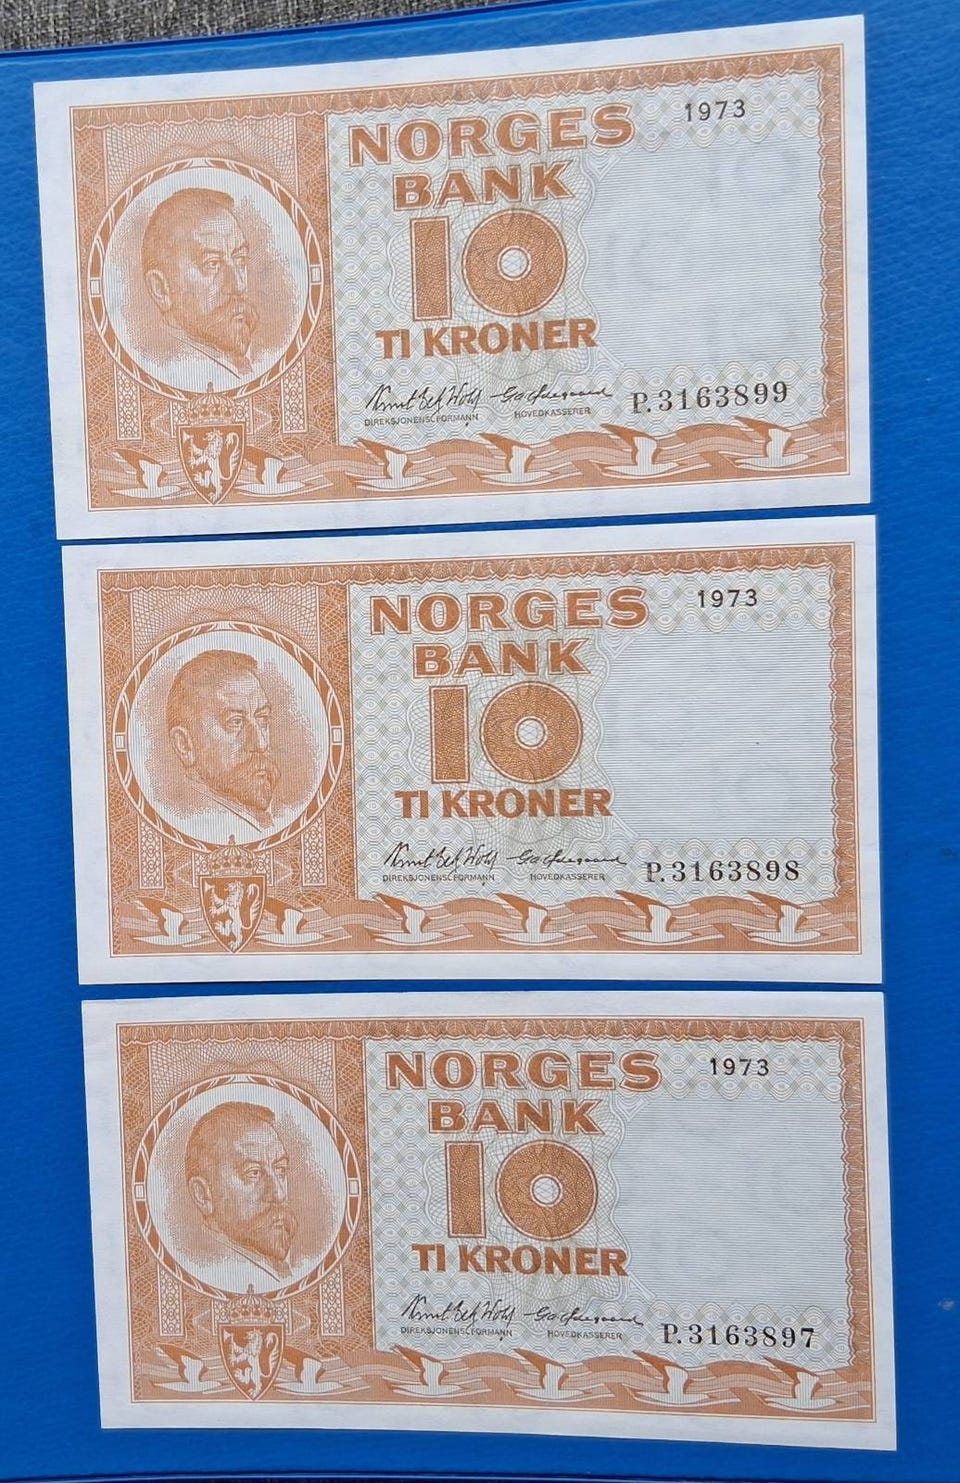 NORGES 1973
BANK
10
TI KRONER
DIREKSJONENS FORMANN HOVEDKASSERER P.3163899
NORGES 1973
BANK
10
TI KRONER
DIREKSJONENS FORMANN HOVEDKASSERER P.3163898
NORGES 1973
BANK
10
TI KRONER
DIREKSJONENS FORMANN HOVEDKASSERER P.3163897